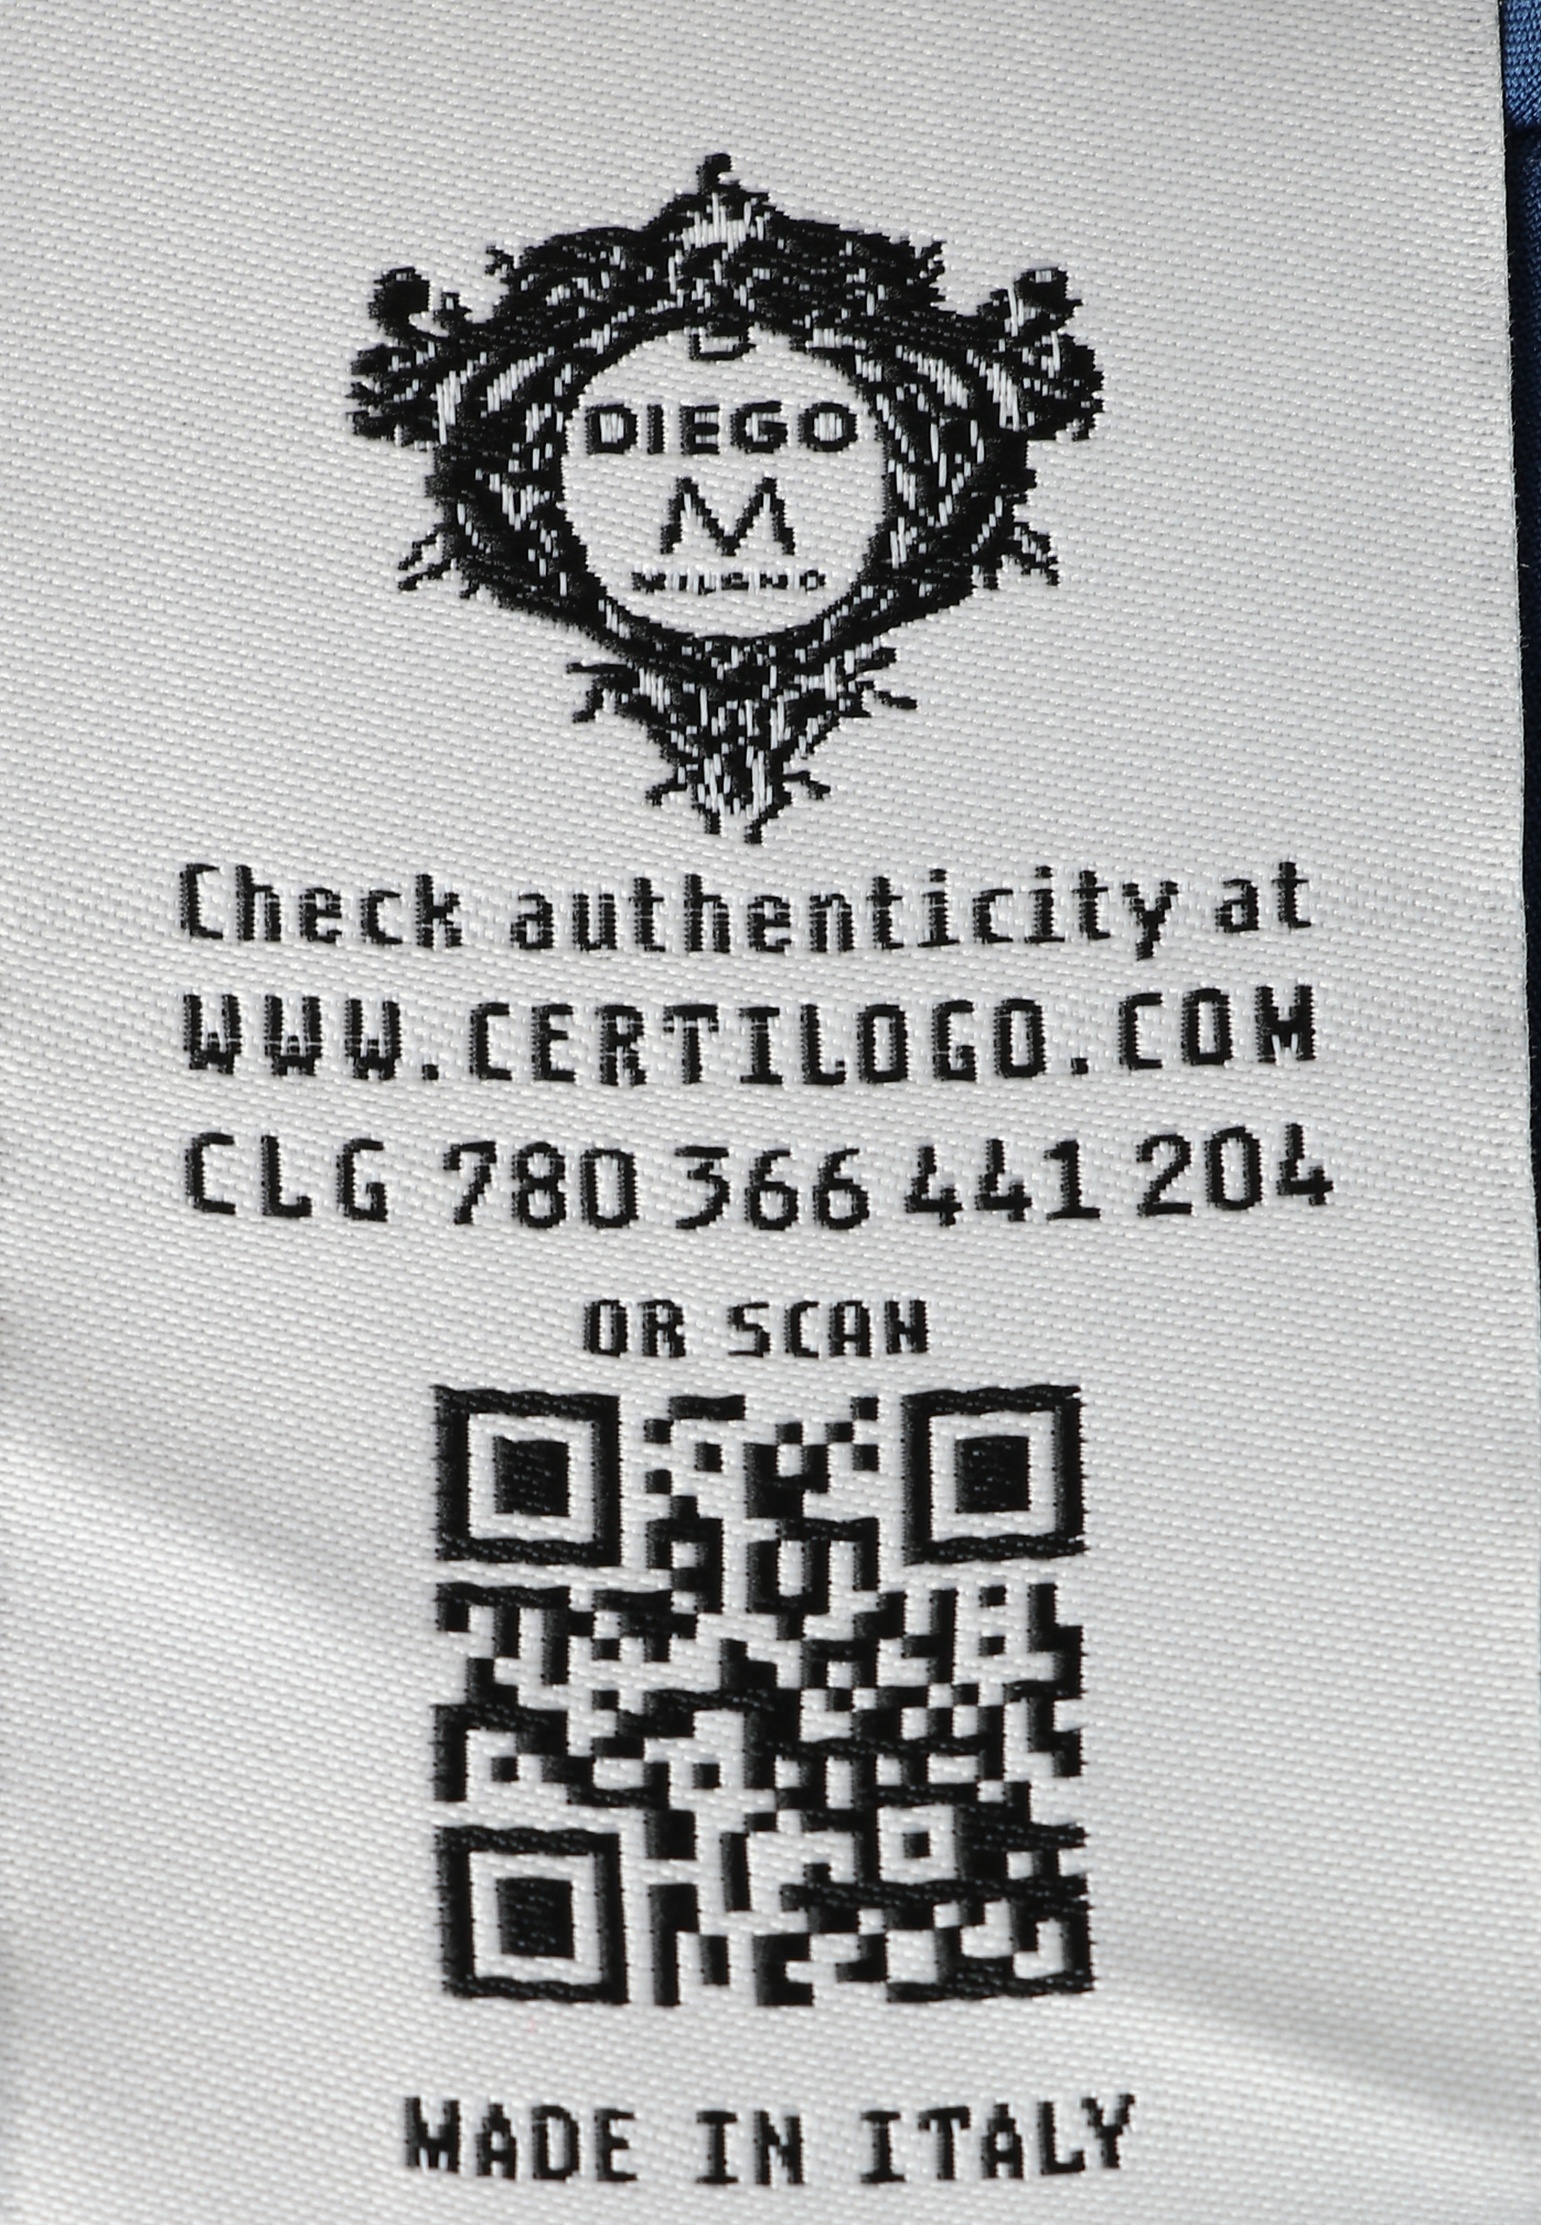 DIEGO
M
MILANO
Check authenticity at
WWW.CERTILOGO.COM
CLG 780 366 441 204
OR SCAN
MADE IN ITALY